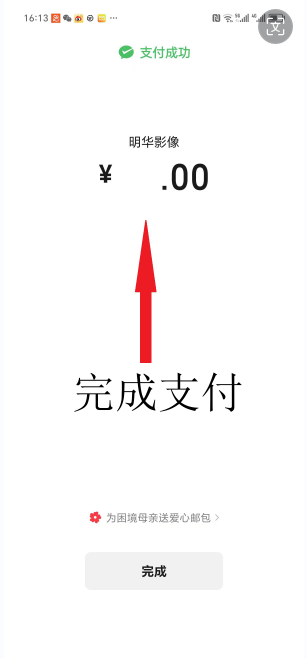 16:13
支付成功
明华影像
¥ .00
完成支付
为困境母亲送爱心邮包 >
完成